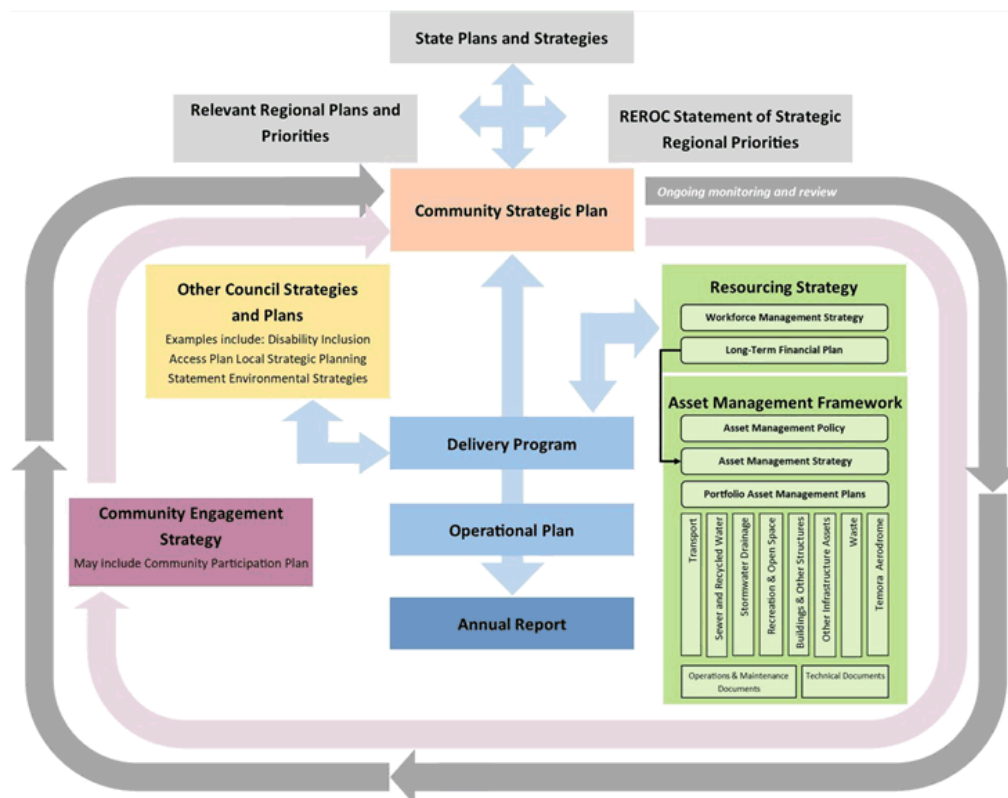 State Plans and Strategies
Relevant Regional Plans and
Priorities
REROC Statement of Strategic
Regional Priorities
Community Strategic Plan
Ongoing monitoring and review
Other Council Strategies
and Plans
Examples include: Disability Inclusion
Access Plan Local Strategic Planning
Statement Environmental Strategies
Resourcing Strategy
Workforce Management Strategy
Long-Term Financial Plan
Asset Management Framework
Asset Management Policy
Asset Management Strategy
Portfolio Asset Management Plans
Transport
Sewer and Recycled Water
Stormwater Drainage
Recreation & Open Space
Buildings & Other Structures
Other Infrastructure Assets
Waste
Temora Aerodrome
Operations & Maintenance
Documents
Technical Documents
Delivery Program
Operational Plan
Annual Report
Community Engagement
Strategy
May include Community Participation Plan